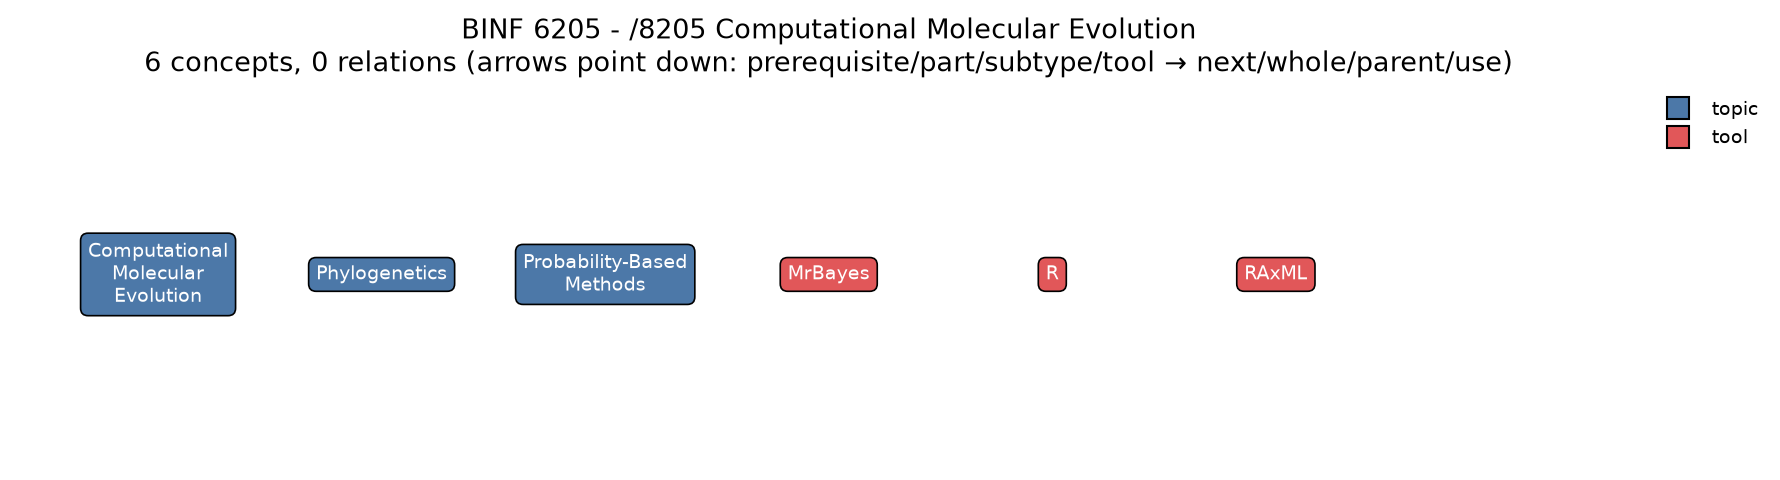 BINF 6205 - /8205 Computational Molecular Evolution
6 concepts, 0 relations (arrows point down: prerequisite/part/subtype/tool → next/whole/parent/use)
topic
tool
Computational
Molecular
Evolution
Phylogenetics
Probability-Based
Methods
MrBayes
R
RAxML